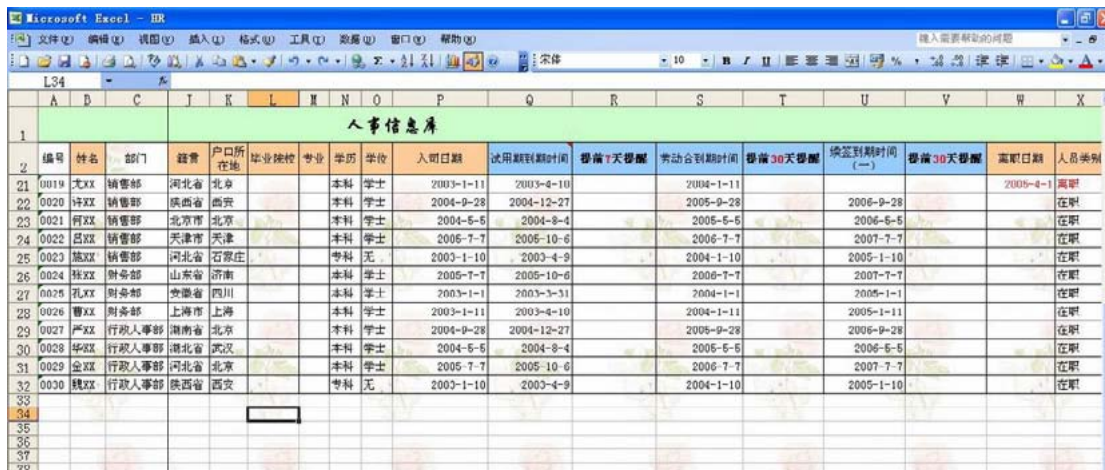 Microsoft Excel - HR
文件(F) 编辑(E) 视图(V) 插入(I) 格式(O) 工具(T) 数据(D) 窗口(W) 帮助(H) 键入需要帮助的问题
宋体 10 B I U
L34 fx
A B C J K L M N O P Q R S T U V W X
1 人事信息库
2 编号 姓名 部门 籍贯 户口所在地 毕业院校 专业 学历 学位 入司日期 试用期到期时间 提前7天提醒 劳动合到期时间 提前30天提醒 续签到期时间(一) 提前30天提醒 离职日期 人员类别
21 0019 尤XX 销售部 河北省 北京 本科 学士 2003-1-11 2003-4-10 2004-1-11 2005-4-1 离职
22 0020 许XX 销售部 陕西省 西安 本科 学士 2004-9-28 2004-12-27 2005-9-28 2006-9-28 在职
23 0021 何XX 销售部 北京市 北京 本科 学士 2004-5-5 2004-8-4 2005-5-5 2006-5-5 在职
24 0022 吕XX 销售部 天津市 天津 本科 学士 2005-7-7 2005-10-6 2006-7-7 2007-7-7 在职
25 0023 施XX 销售部 河北省 石家庄 专科 无 2003-1-10 2003-4-9 2004-1-10 2005-1-10 在职
26 0024 张XX 财务部 山东省 济南 本科 学士 2005-7-7 2005-10-6 2006-7-7 2007-7-7 在职
27 0025 孔XX 财务部 安徽省 四川 本科 学士 2003-1-1 2003-3-31 2004-1-1 2005-1-1 在职
28 0026 曹XX 财务部 上海市 上海 本科 学士 2003-1-11 2003-4-10 2004-1-11 2005-1-11 在职
29 0027 严XX 行政人事部 湖南省 北京 本科 学士 2004-9-28 2004-12-27 2005-9-28 2006-9-28 在职
30 0028 华XX 行政人事部 湖北省 武汉 本科 学士 2004-5-5 2004-8-4 2005-5-5 2006-5-5 在职
31 0029 金XX 行政人事部 河北省 北京 本科 学士 2005-7-7 2005-10-6 2006-7-7 2007-7-7 在职
32 0030 魏XX 行政人事部 陕西省 西安 专科 无 2003-1-10 2003-4-9 2004-1-10 2005-1-10 在职
33
34
35
36
37
38